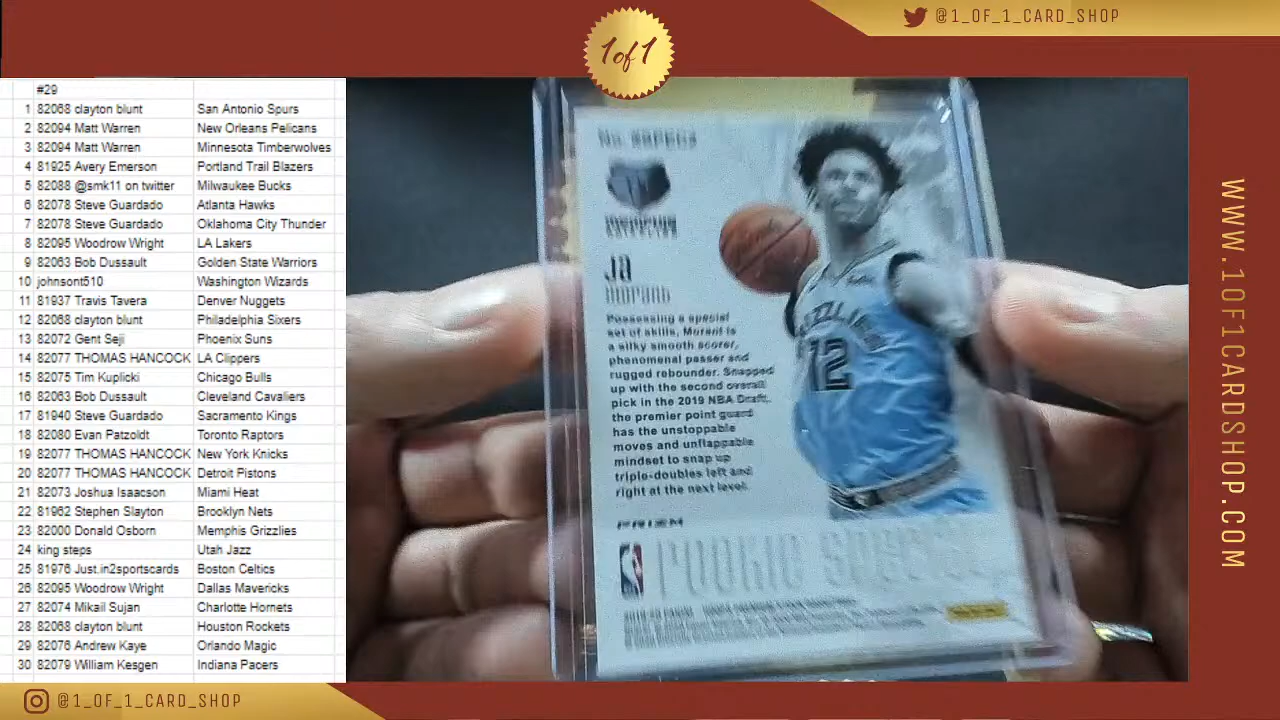 @1_OF_1_CARD_SHOP
1of1
#29
1 82068 clayton blunt San Antonio Spurs
2 82094 Matt Warren New Orleans Pelicans
3 82094 Matt Warren Minnesota Timberwolves
4 81925 Avery Emerson Portland Trail Blazers
5 82088 @smk11 on twitter Milwaukee Bucks
6 82078 Steve Guardado Atlanta Hawks
7 82078 Steve Guardado Oklahoma City Thunder
8 82095 Woodrow Wright LA Lakers
9 82063 Bob Dussault Golden State Warriors
10 johnsont510 Washington Wizards
11 81937 Travis Tavera Denver Nuggets
12 82068 clayton blunt Philadelphia Sixers
13 82072 Gent Seji Phoenix Suns
14 82077 THOMAS HANCOCK LA Clippers
15 82075 Tim Kuplicki Chicago Bulls
16 82063 Bob Dussault Cleveland Cavaliers
17 81940 Steve Guardado Sacramento Kings
18 82080 Evan Patzoldt Toronto Raptors
19 82077 THOMAS HANCOCK New York Knicks
20 82077 THOMAS HANCOCK Detroit Pistons
21 82073 Joshua Isaacson Miami Heat
22 81962 Stephen Slayton Brooklyn Nets
23 82000 Donald Osborn Memphis Grizzlies
24 king steps Utah Jazz
25 81976 Just.in2sportscards Boston Celtics
26 82095 Woodrow Wright Dallas Mavericks
27 82074 Mikail Sujan Charlotte Hornets
28 82068 clayton blunt Houston Rockets
29 82076 Andrew Kaye Orlando Magic
30 82079 William Kesgen Indiana Pacers
Ja
Morant
Possessing a special
set of skills, Morant is
a silky smooth scorer,
phenomenal passer and
rugged rebounder. Snapped
up with the second overall
pick in the 2019 NBA Draft,
the premier point guard
has the unstoppable
moves and unflappable
mindset to snap up
triple-doubles left and
right at the next level.
PRIZM
ROOKIE
12
WWW.1OF1CARDSHOP.COM
@1_OF_1_CARD_SHOP